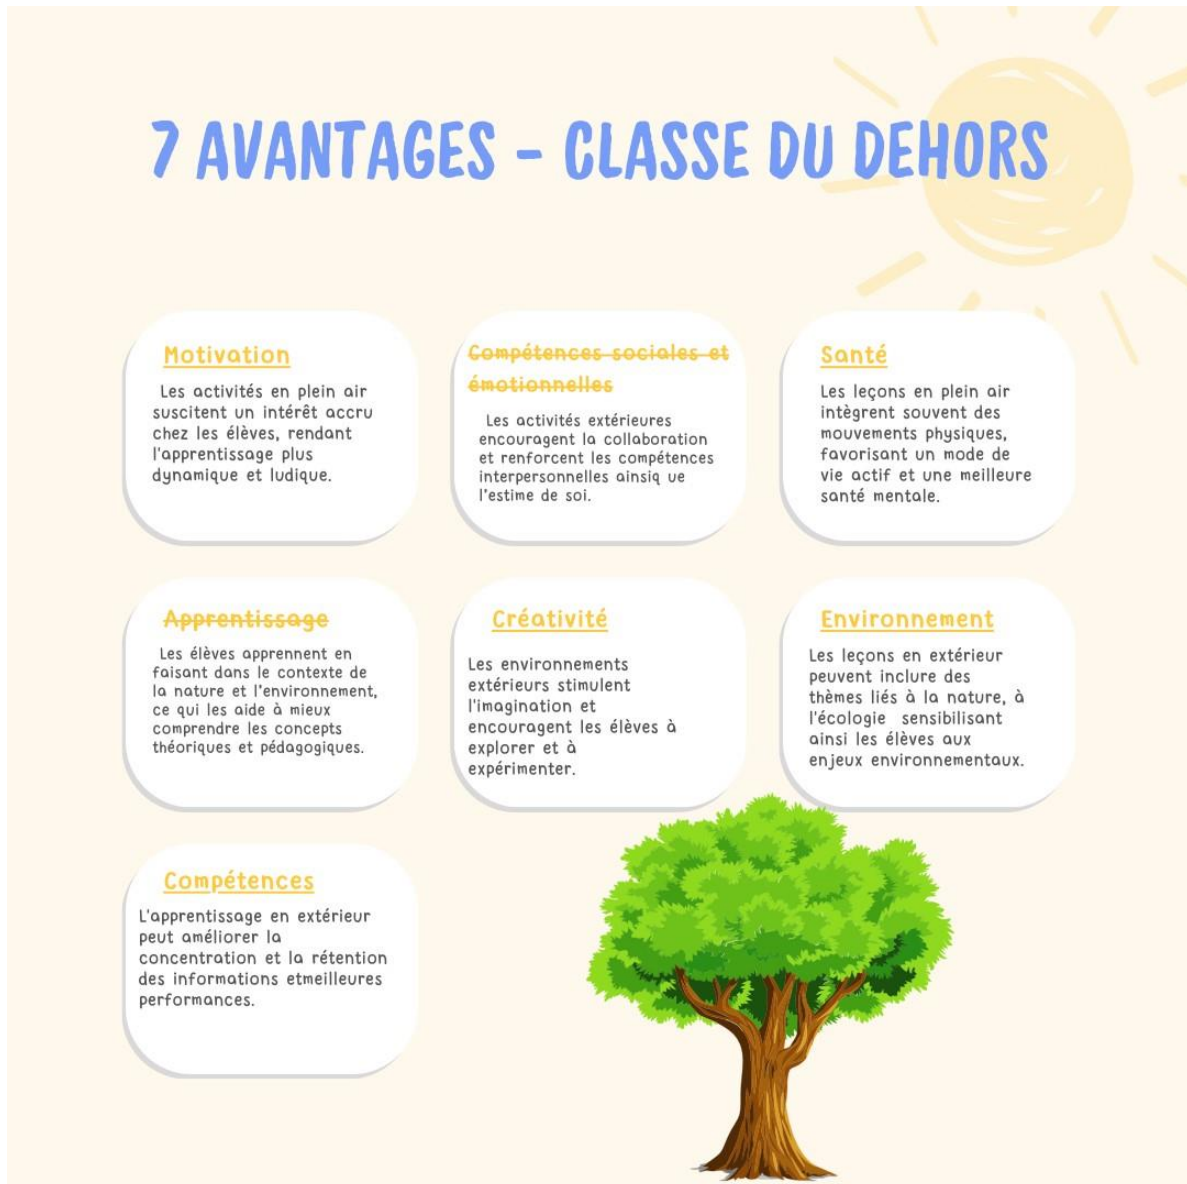 7 AVANTAGES - CLASSE DU DEHORS
Motivation
Les activités en plein air
suscitent un intérêt accru
chez les élèves, rendant
l'apprentissage plus
dynamique et ludique.
Compétences sociales et
émotionnelles
Les activités extérieures
encouragent la collaboration
et renforcent les compétences
interpersonnelles ainsiq ue
l'estime de soi.
Santé
Les leçons en plein air
intègrent souvent des
mouvements physiques,
favorisant un mode de
vie actif et une meilleure
santé mentale.
Apprentissage
Les élèves apprennent en
faisant dans le contexte de
la nature et l'environnement,
ce qui les aide à mieux
comprendre les concepts
théoriques et pédagogiques.
Créativité
Les environnements
extérieurs stimulent
l'imagination et
encouragent les élèves à
explorer et à
expérimenter.
Environnement
Les leçons en extérieur
peuvent inclure des
thèmes liés à la nature, à
l'écologie sensibilisant
ainsi les élèves aux
enjeux environnementaux.
Compétences
L'apprentissage en extérieur
peut améliorer la
concentration et la rétention
des informations etmeilleures
performances.